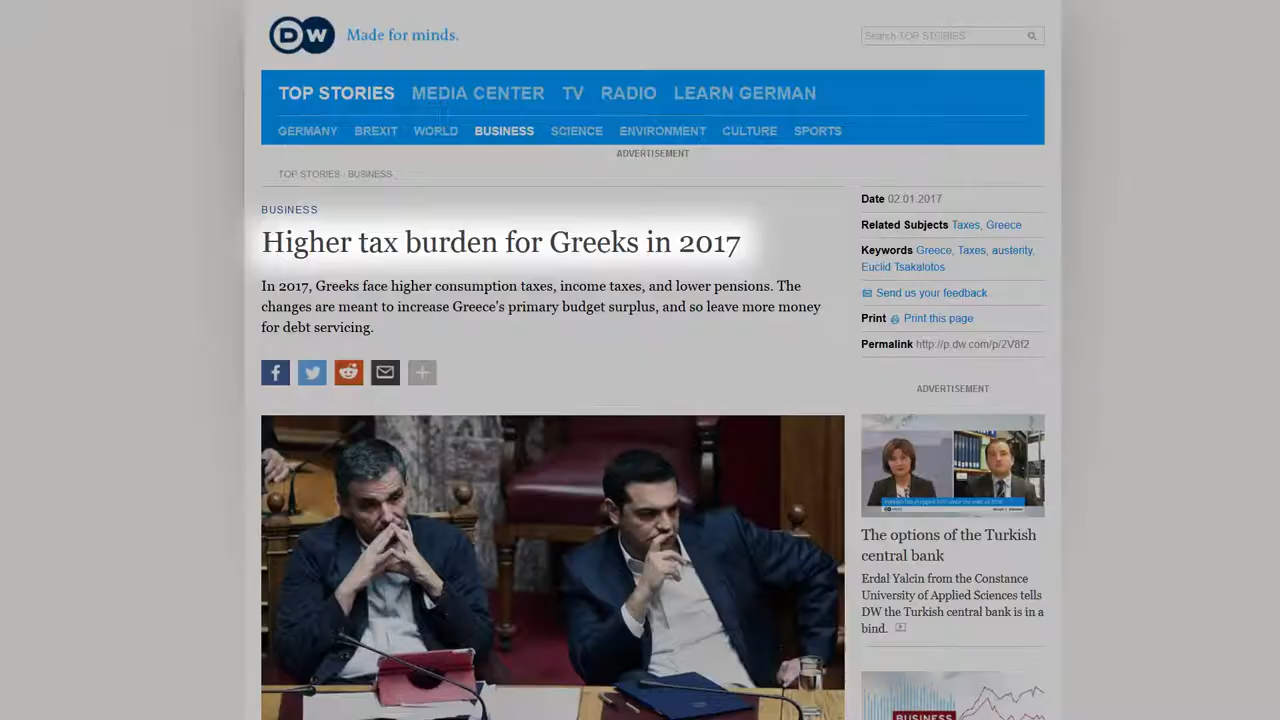 DW Made for minds.
Search TOP STORIES
TOP STORIES MEDIA CENTER TV RADIO LEARN GERMAN
GERMANY BREXIT WORLD BUSINESS SCIENCE ENVIRONMENT CULTURE SPORTS
ADVERTISEMENT
TOP STORIES / BUSINESS
BUSINESS
Higher tax burden for Greeks in 2017
In 2017, Greeks face higher consumption taxes, income taxes, and lower pensions. The
changes are meant to increase Greece's primary budget surplus, and so leave more money
for debt servicing.
Date 02.01.2017
Related Subjects Taxes, Greece
Keywords Greece, Taxes, austerity,
Euclid Tsakalotos
Send us your feedback
Print Print this page
Permalink http://p.dw.com/p/2V8f2
ADVERTISEMENT
The options of the Turkish
central bank
Erdal Yalcin from the Constance
University of Applied Sciences tells
DW the Turkish central bank is in a
bind.
BUSINESS